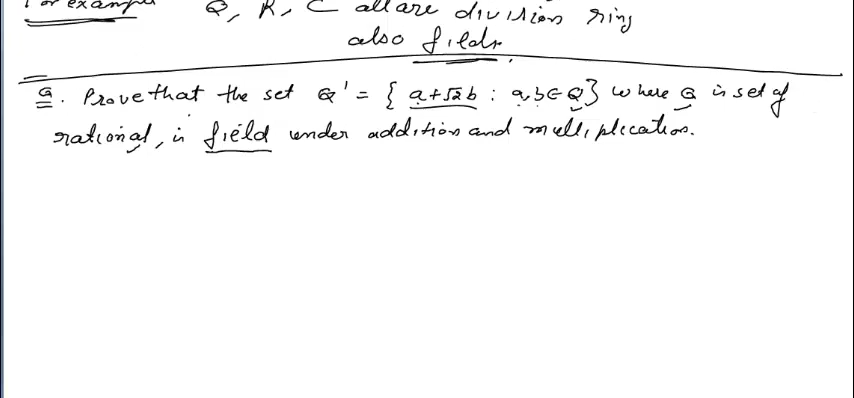 For example Q, R, C all are division ring
also fields.
Q. Prove that the set Q' = { a+√2b : a,b∈Q} where Q is set of
rational, is field under addition and multiplication.